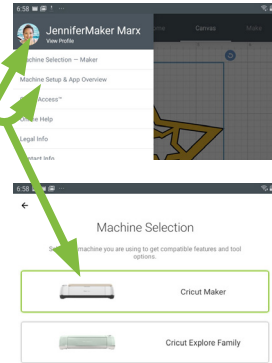 6:58
JenniferMaker Marx
View Profile
Canvas
Make
Machine Selection — Maker
Machine Setup & App Overview
Access™
Help
Legal Info
Contact Info
6:58
Machine Selection
machine you are using to get compatible features and tool
options.
Cricut Maker
Cricut Explore Family